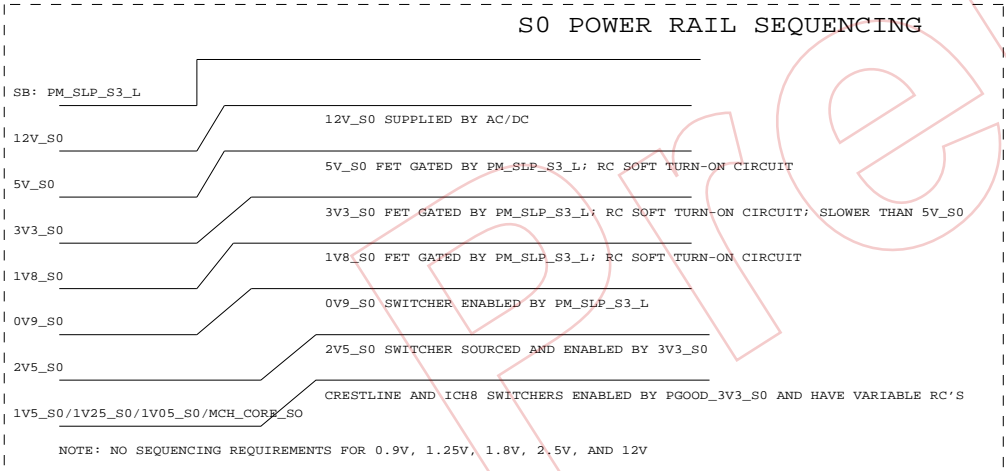 S0 POWER RAIL SEQUENCING
SB: PM_SLP_S3_L
12V_S0 SUPPLIED BY AC/DC
12V_S0
5V_S0 FET GATED BY PM_SLP_S3_L; RC SOFT TURN-ON CIRCUIT
5V_S0
3V3_S0 FET GATED BY PM_SLP_S3_L; RC SOFT TURN-ON CIRCUIT; SLOWER THAN 5V_S0
3V3_S0
1V8_S0 FET GATED BY PM_SLP_S3_L; RC SOFT TURN-ON CIRCUIT
1V8_S0
0V9_S0 SWITCHER ENABLED BY PM_SLP_S3_L
0V9_S0
2V5_S0 SWITCHER SOURCED AND ENABLED BY 3V3_S0
2V5_S0
CRESTLINE AND ICH8 SWITCHERS ENABLED BY PGOOD_3V3_S0 AND HAVE VARIABLE RC'S
1V5_S0/1V25_S0/1V05_S0/MCH_CORE_SO
NOTE: NO SEQUENCING REQUIREMENTS FOR 0.9V, 1.25V, 1.8V, 2.5V, AND 12V
Pre